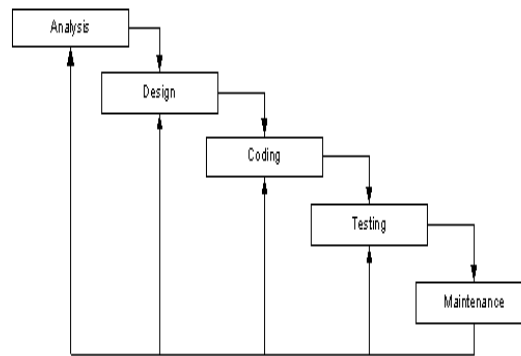 Analysis
Design
Coding
Testing
Maintenance